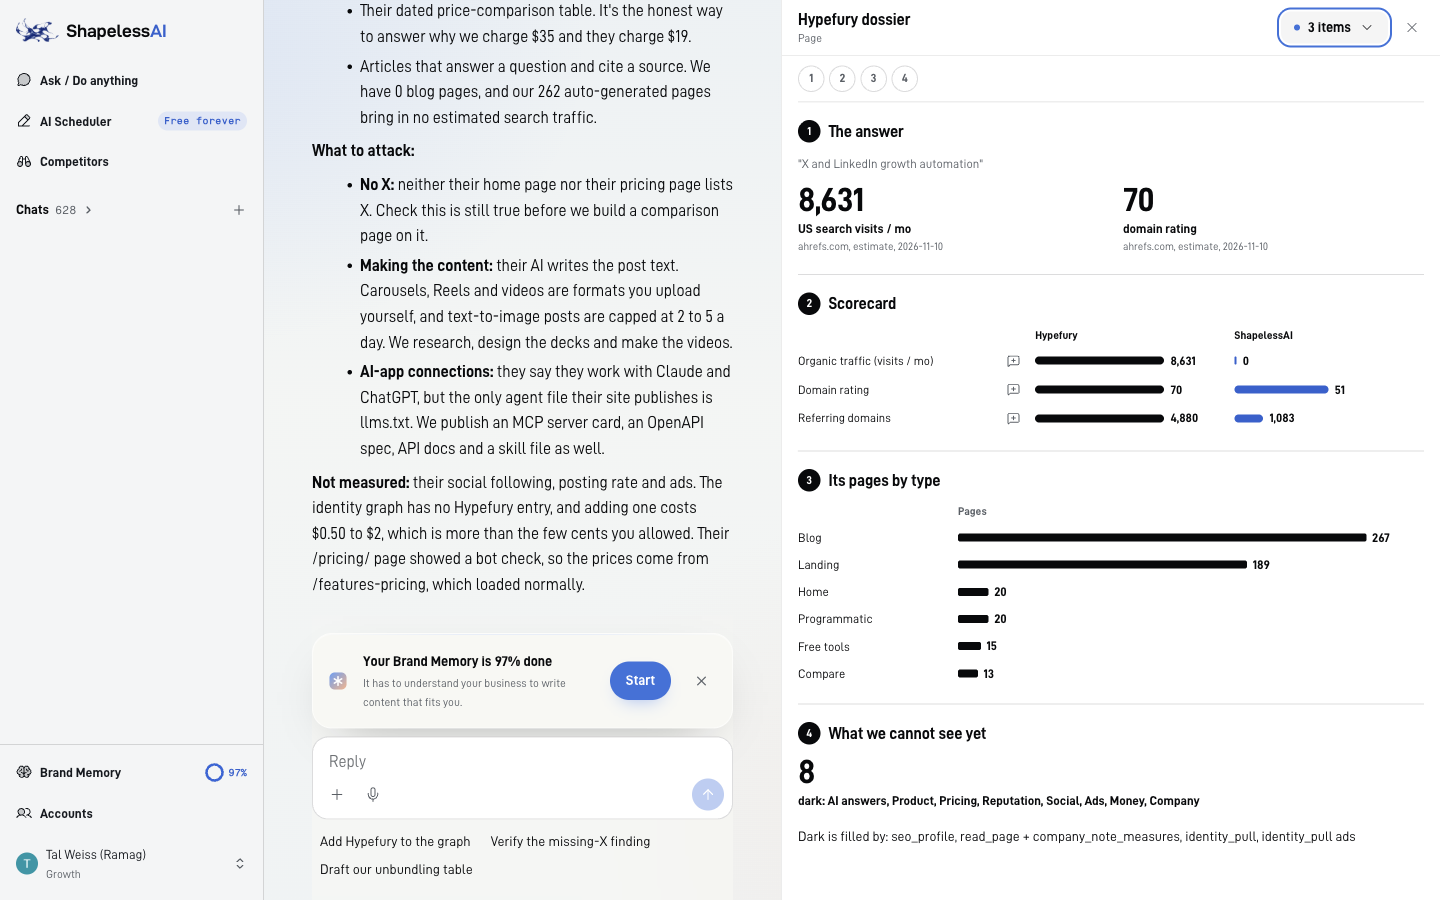 ShapelessAI
Ask / Do anything
AI Scheduler
Free forever
Competitors
Chats 628
Brand Memory
97%
Accounts
T
Tal Weiss (Ramag)
Growth
• Their dated price-comparison table. It's the honest way
to answer why we charge $35 and they charge $19.
• Articles that answer a question and cite a source. We
have 0 blog pages, and our 262 auto-generated pages
bring in no estimated search traffic.
What to attack:
• No X: neither their home page nor their pricing page lists
X. Check this is still true before we build a comparison
page on it.
• Making the content: their AI writes the post text.
Carousels, Reels and videos are formats you upload
yourself, and text-to-image posts are capped at 2 to 5 a
day. We research, design the decks and make the videos.
• AI-app connections: they say they work with Claude and
ChatGPT, but the only agent file their site publishes is
llms.txt. We publish an MCP server card, an OpenAPI
spec, API docs and a skill file as well.
Not measured: their social following, posting rate and ads. The
identity graph has no Hypefury entry, and adding one costs
$0.50 to $2, which is more than the few cents you allowed. Their
/pricing/ page showed a bot check, so the prices come from
/features-pricing, which loaded normally.
Your Brand Memory is 97% done
It has to understand your business to write
content that fits you.
Start
Reply
Add Hypefury to the graph
Verify the missing-X finding
Draft our unbundling table
Hypefury dossier
Page
3 items
1 2 3 4
1 The answer
"X and LinkedIn growth automation"
8,631
US search visits / mo
ahrefs.com, estimate, 2026-11-10
70
domain rating
ahrefs.com, estimate, 2026-11-10
2 Scorecard
Hypefury ShapelessAI
Organic traffic (visits / mo) 8,631 0
Domain rating 70 51
Referring domains 4,880 1,083
3 Its pages by type
Pages
Blog 267
Landing 189
Home 20
Programmatic 20
Free tools 15
Compare 13
4 What we cannot see yet
8
dark: AI answers, Product, Pricing, Reputation, Social, Ads, Money, Company
Dark is filled by: seo_profile, read_page + company_note_measures, identity_pull, identity_pull ads